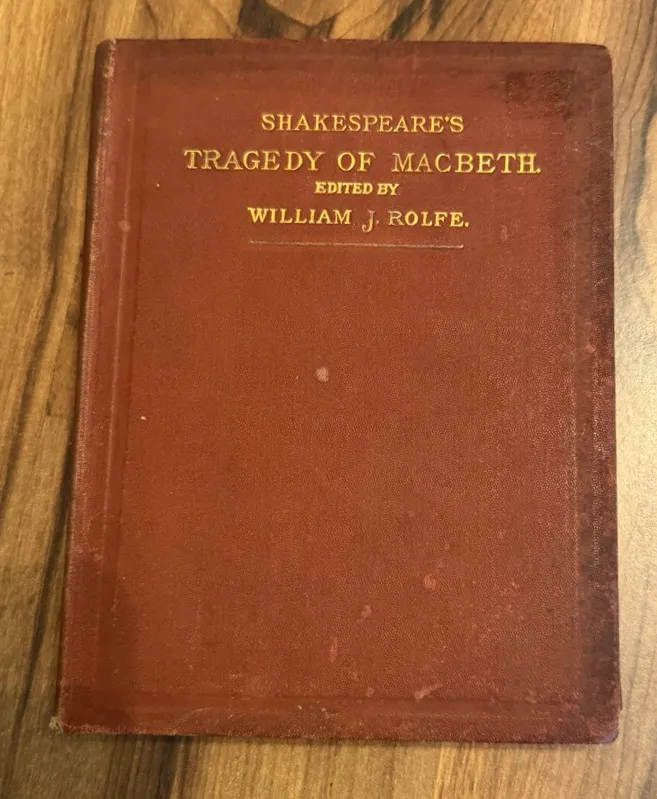 SHAKESPEARE'S
TRAGEDY OF MACBETH.
EDITED BY
WILLIAM J. ROLFE.